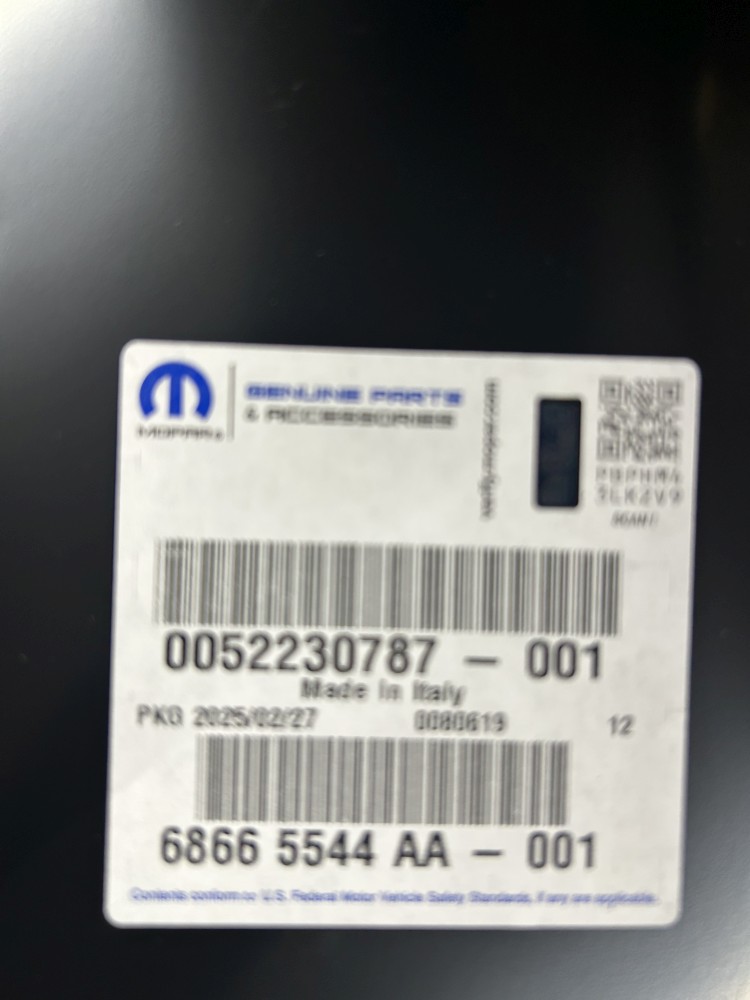 MOPAR
GENUINE PARTS
& ACCESSORIES
0052230787 - 001
Made In Italy
PKG 2025/02/27 0080619 12
6866 5544 AA - 001
Contents conform to U.S. Federal Motor Vehicle Safety Standards, if any are applicable.